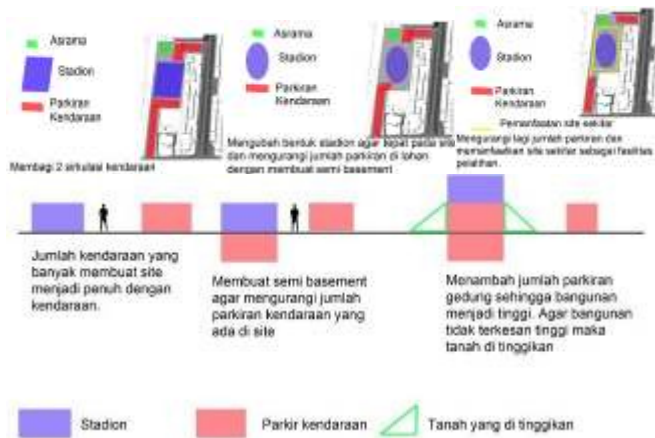 Asrama
Stadion
Parkiran
Kendaraan
Membagi 2 sirkulasi kendaraan
Asrama
Stadion
Parkiran
Kendaraan
Mengubah bentuk stadion agar tepat pada site
dan mengurangi jumlah parkiran di lahan
dengan membuat semi basement
Asrama
Stadion
Parkiran
Kendaraan
Pemanfaatan site sekitar
Mengurangi lagi jumlah parkiran dan
memanfaatkan site sekitar sebagai fasilitas
pelatihan.
Jumlah kendaraan yang
banyak membuat site
menjadi penuh dengan
kendaraan.
Membuat semi basement
agar mengurangi jumlah
parkiran kendaraan yang
ada di site
Menambah jumlah parkiran
gedung sehingga bangunan
menjadi tinggi. Agar bangunan
tidak terkesan tinggi maka
tanah di tinggikan
Stadion
Parkir kendaraan
Tanah yang di tinggikan